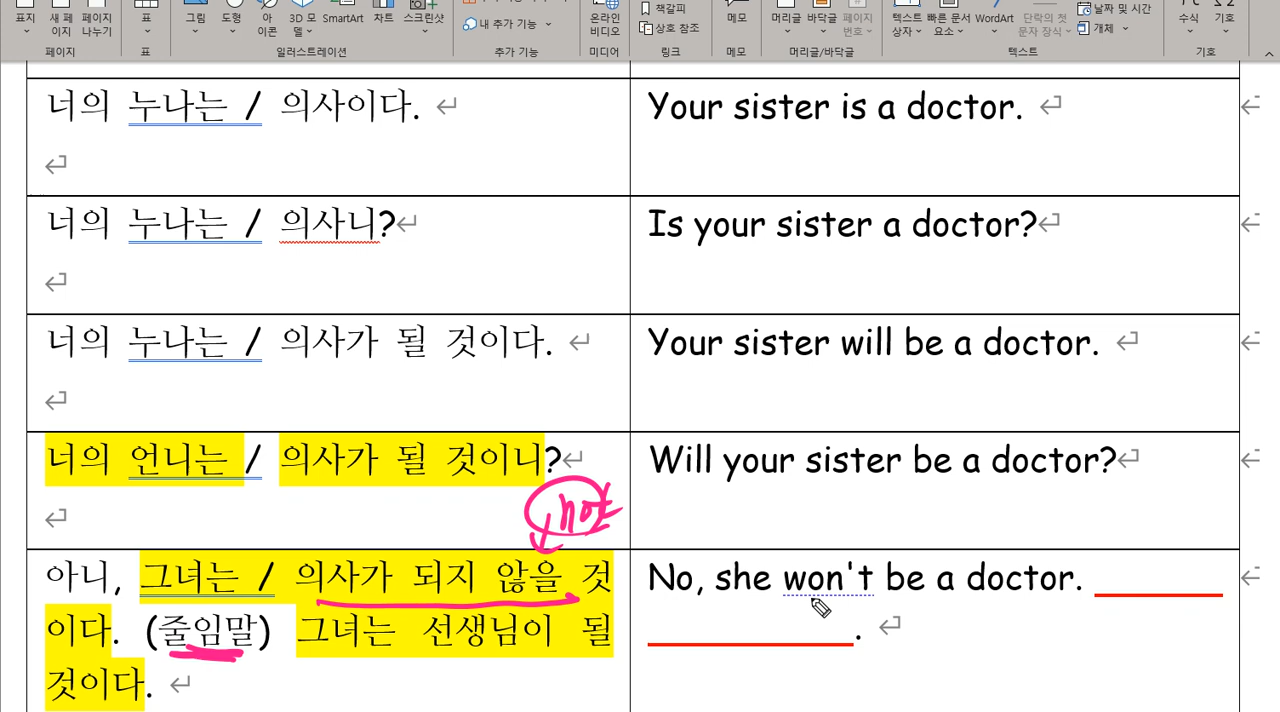 표지 새 페이지 페이지 나누기
표
그림 도형 아이콘 3D 모델 SmartArt 차트 스크린샷
내 추가 기능
온라인 비디오
책갈피
상호 참조
메모
머리글 바닥글 페이지 번호
텍스트 상자 빠른 문서 요소 WordArt 단락의 첫 문자 장식
날짜 및 시간
개체
수식 기호
페이지 표 일러스트레이션 추가 기능 미디어 링크 메모 머리글/바닥글 텍스트 기호
너의 누나는 / 의사이다. Your sister is a doctor.
너의 누나는 / 의사니? Is your sister a doctor?
너의 누나는 / 의사가 될 것이다. Your sister will be a doctor.
너의 언니는 / 의사가 될 것이니? Will your sister be a doctor?
not
아니, 그녀는 / 의사가 되지 않을 것
이다. (줄임말) 그녀는 선생님이 될
것이다.
No, she won't be a doctor.
.